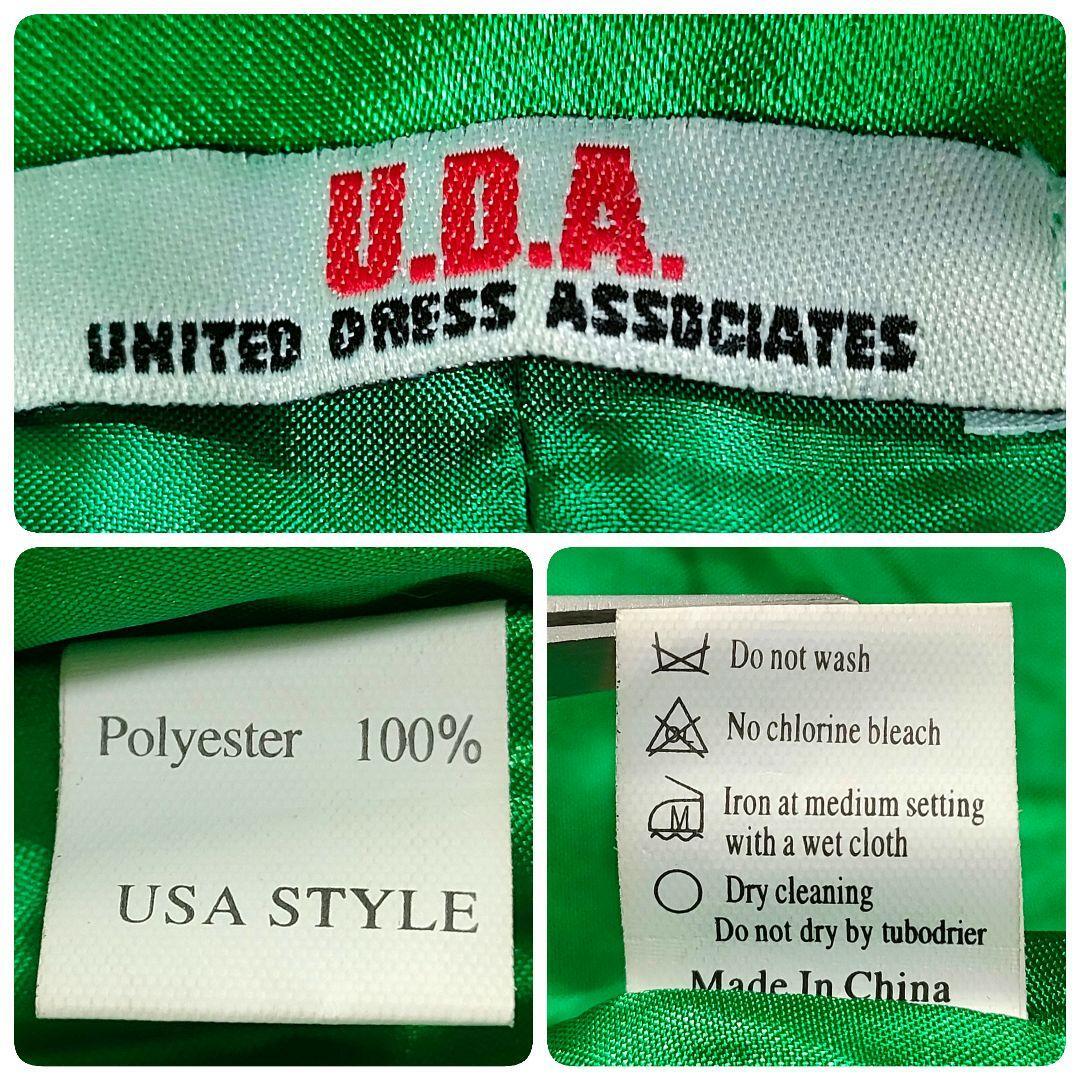 U.D.A.
UNITED DRESS ASSOCIATES
Polyester 100%
USA STYLE
Do not wash
No chlorine bleach
M
Iron at medium setting
with a wet cloth
Dry cleaning
Do not dry by tubodrier
Made In China